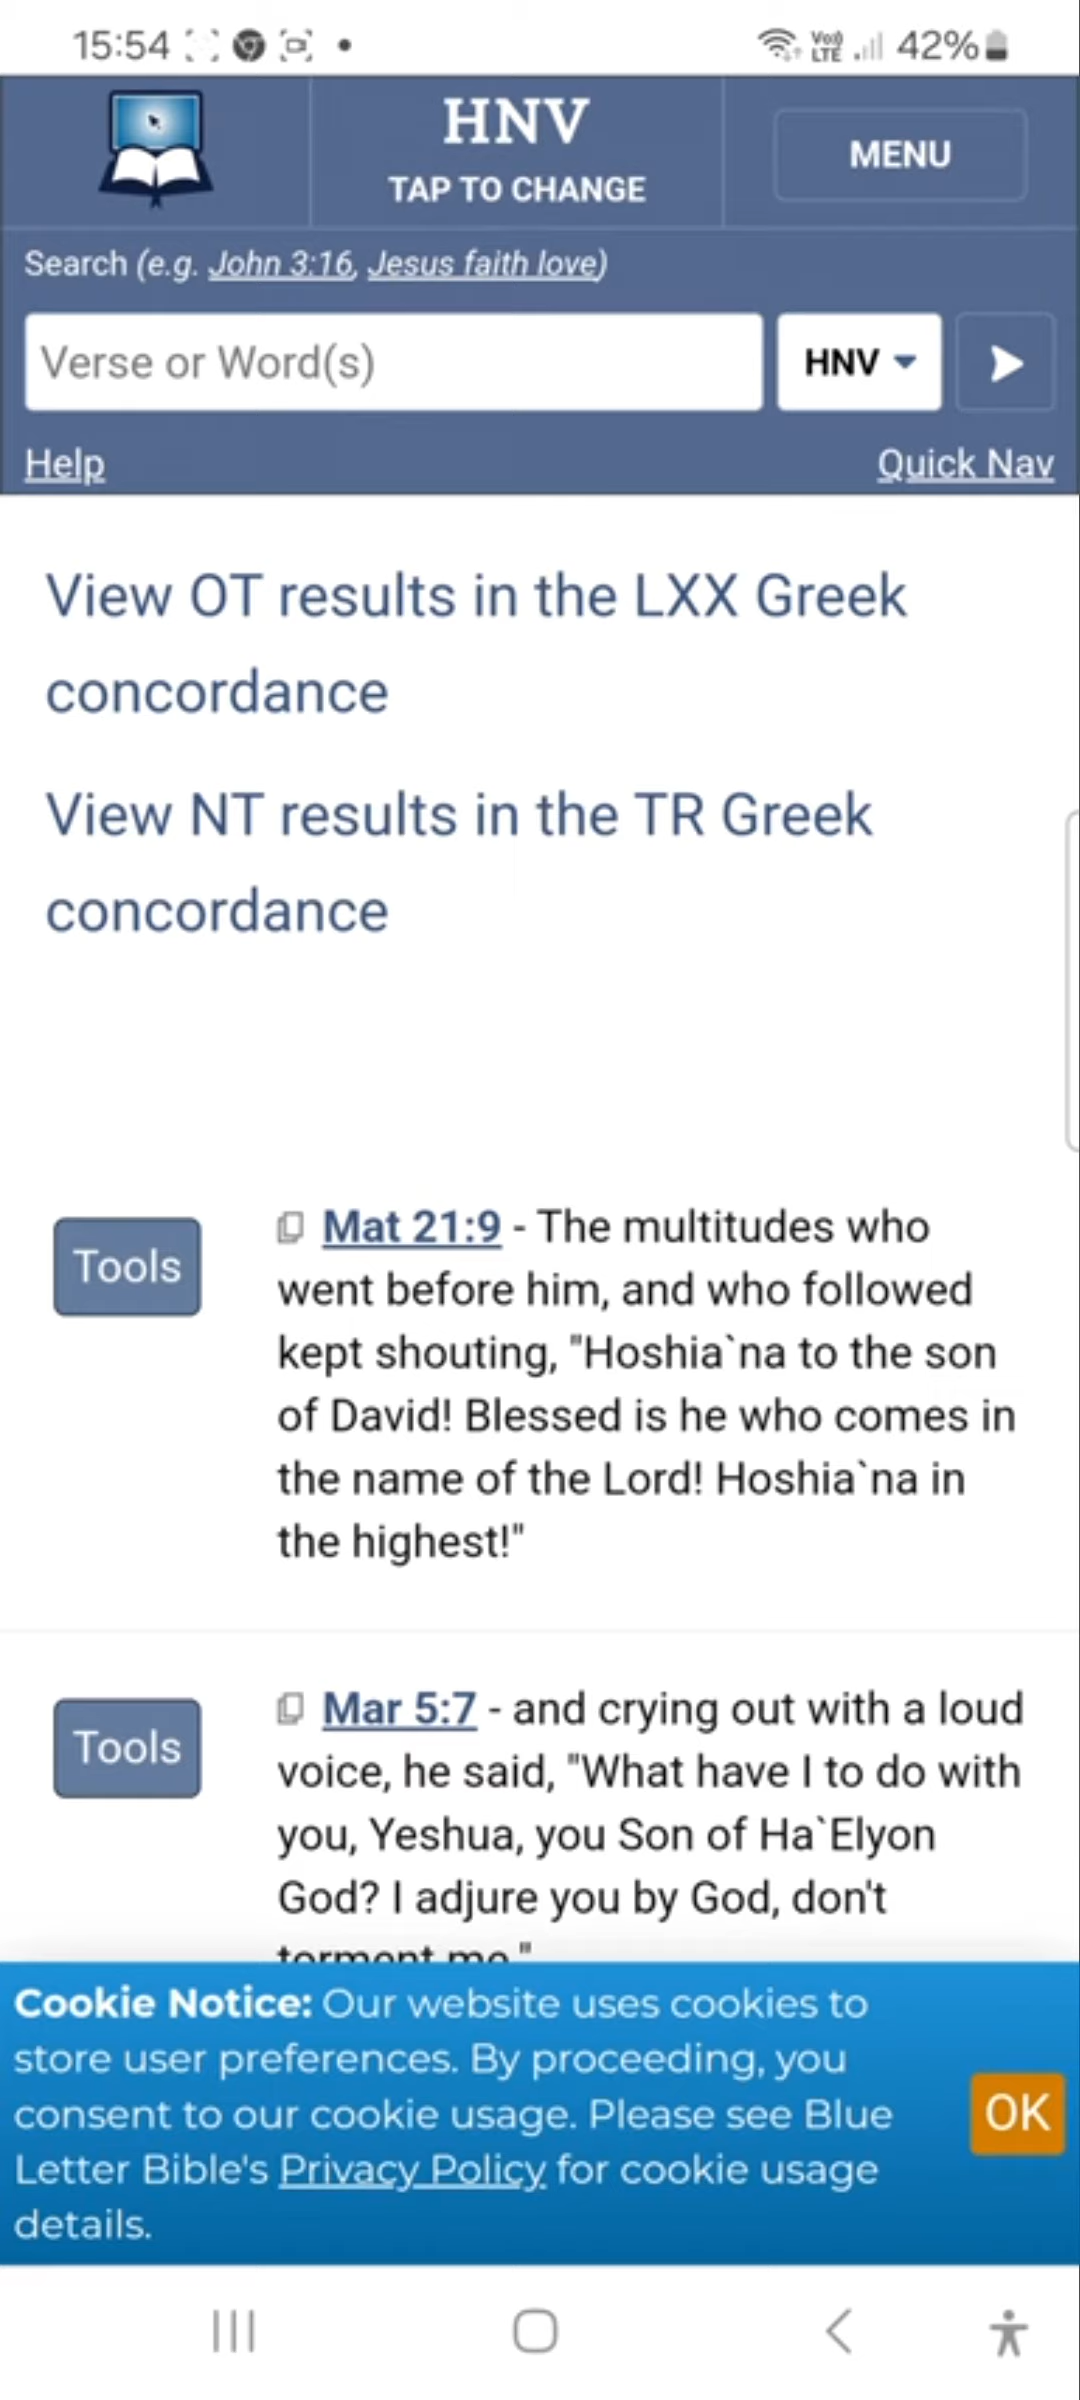 15:54 Vo)) LTE 42%
HNV
TAP TO CHANGE
MENU
Search (e.g. John 3:16, Jesus faith love)
Verse or Word(s)
HNV
Help
Quick Nav
View OT results in the LXX Greek
concordance
View NT results in the TR Greek
concordance
Tools
Mat 21:9 - The multitudes who
went before him, and who followed
kept shouting, "Hoshia`na to the son
of David! Blessed is he who comes in
the name of the Lord! Hoshia`na in
the highest!"
Tools
Mar 5:7 - and crying out with a loud
voice, he said, "What have I to do with
you, Yeshua, you Son of Ha`Elyon
God? I adjure you by God, don't
torment me."
Cookie Notice: Our website uses cookies to
store user preferences. By proceeding, you
consent to our cookie usage. Please see Blue
Letter Bible's Privacy Policy for cookie usage
details.
OK